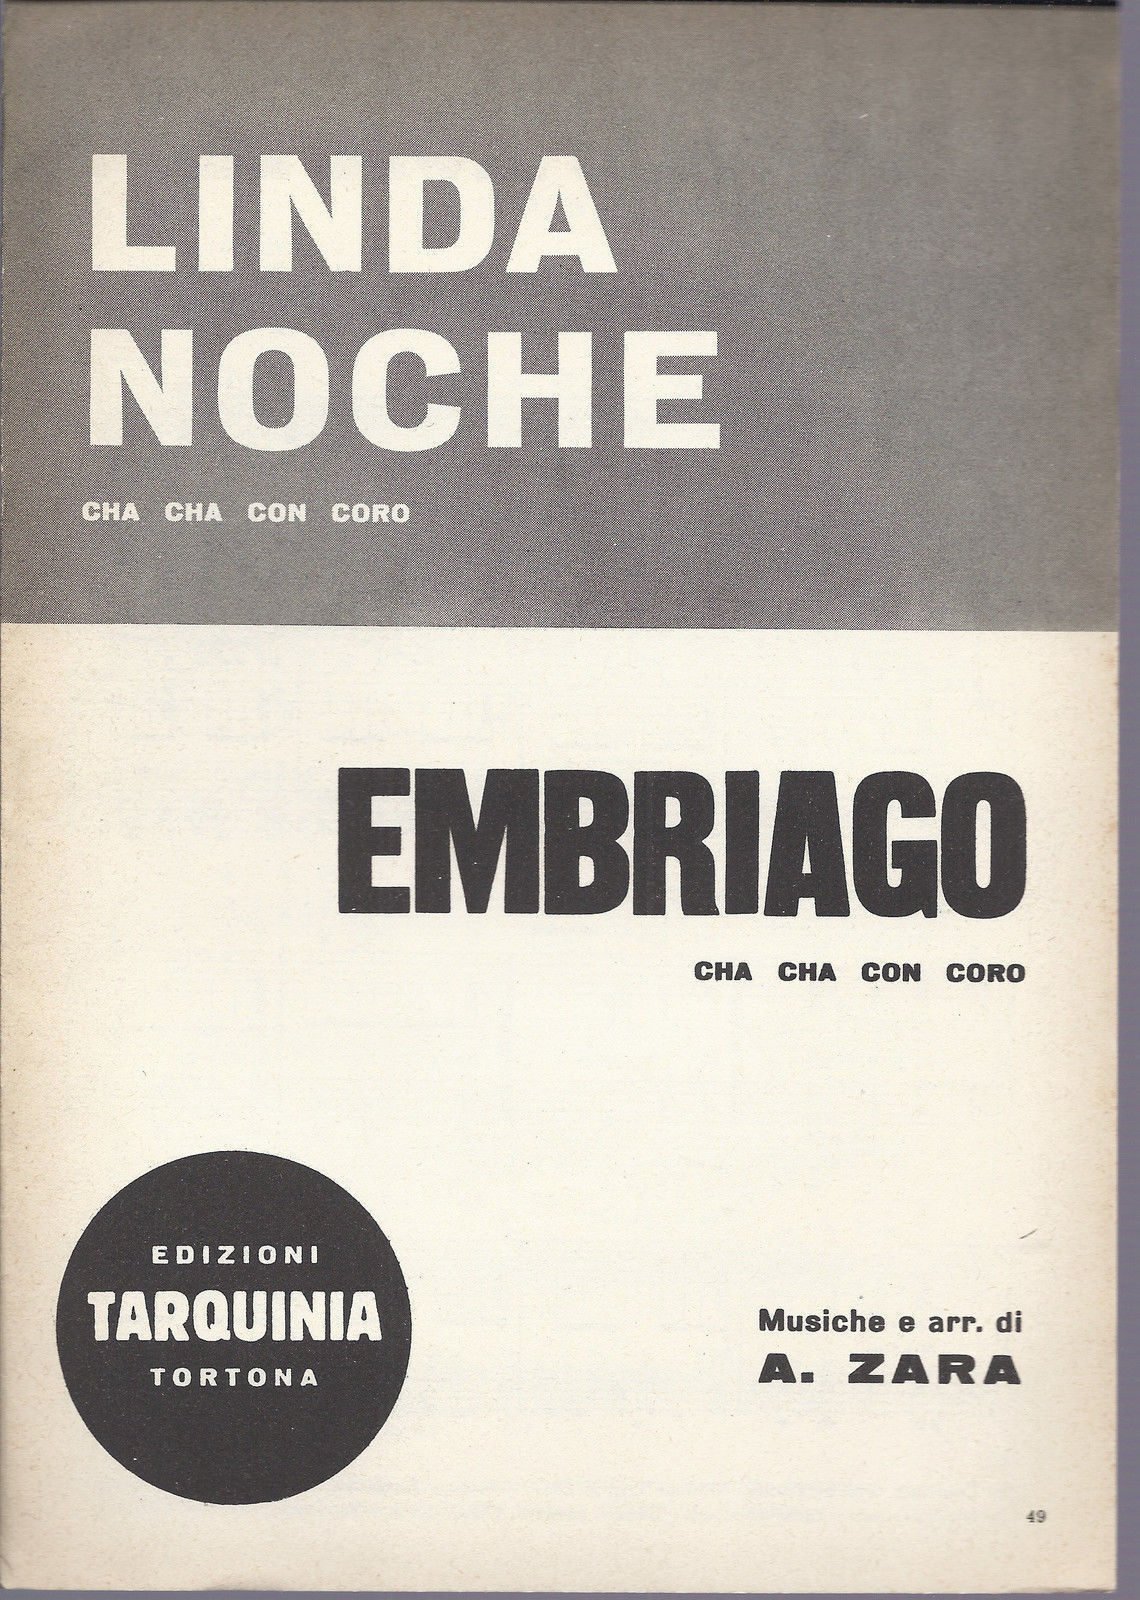 LINDA
NOCHE
CHA CHA CON CORO
EMBRIAGO
CHA CHA CON CORO
EDIZIONI
TARQUINIA
TORTONA
Musiche e arr. di
A. ZARA
49